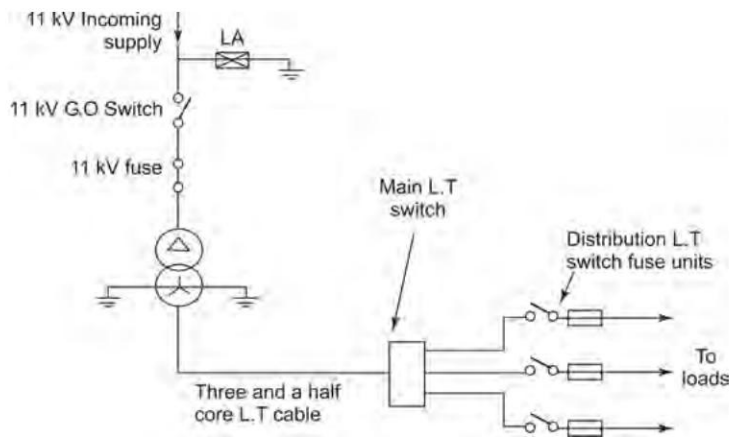 11 kV Incoming
supply
LA
11 kV G.O Switch
11 kV fuse
Main L.T
switch
Distribution L.T
switch fuse units
To
loads
Three and a half
core L.T cable